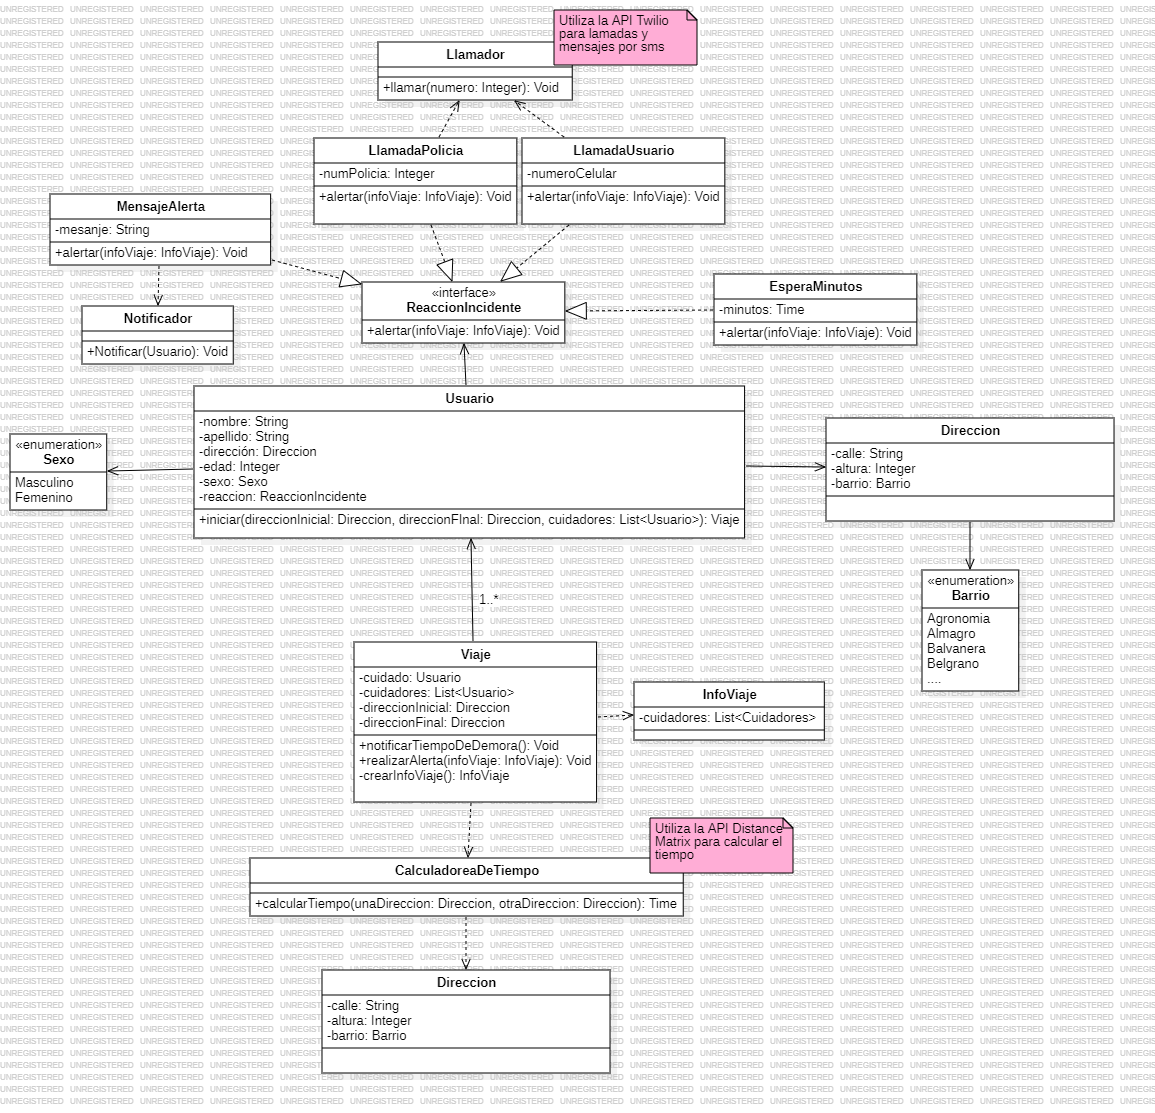 Utiliza la API Twilio
para lamadas y
mensajes por sms
Llamador
+llamar(numero: Integer): Void
LlamadaPolicia
-numPolicia: Integer
+alertar(infoViaje: InfoViaje): Void
LlamadaUsuario
-numeroCelular
+alertar(infoViaje: InfoViaje): Void
MensajeAlerta
-mesanje: String
+alertar(infoViaje: InfoViaje): Void
«interface»
ReaccionIncidente
+alertar(infoViaje: InfoViaje): Void
EsperaMinutos
-minutos: Time
+alertar(infoViaje: InfoViaje): Void
Notificador
+Notificar(Usuario): Void
Usuario
-nombre: String
-apellido: String
-dirección: Direccion
-edad: Integer
-sexo: Sexo
-reaccion: ReaccionIncidente
+iniciar(direccionInicial: Direccion, direccionFInal: Direccion, cuidadores: List<Usuario>): Viaje
«enumeration»
Sexo
Masculino
Femenino
Direccion
-calle: String
-altura: Integer
-barrio: Barrio
«enumeration»
Barrio
Agronomia
Almagro
Balvanera
Belgrano
....
1..*
Viaje
-cuidado: Usuario
-cuidadores: List<Usuario>
-direccionInicial: Direccion
-direccionFinal: Direccion
+notificarTiempoDeDemora(): Void
+realizarAlerta(infoViaje: InfoViaje): Void
-crearInfoViaje(): InfoViaje
InfoViaje
-cuidadores: List<Cuidadores>
Utiliza la API Distance
Matrix para calcular el
tiempo
CalculadoreaDeTiempo
+calcularTiempo(unaDireccion: Direccion, otraDireccion: Direccion): Time
Direccion
-calle: String
-altura: Integer
-barrio: Barrio
UNREGISTERED